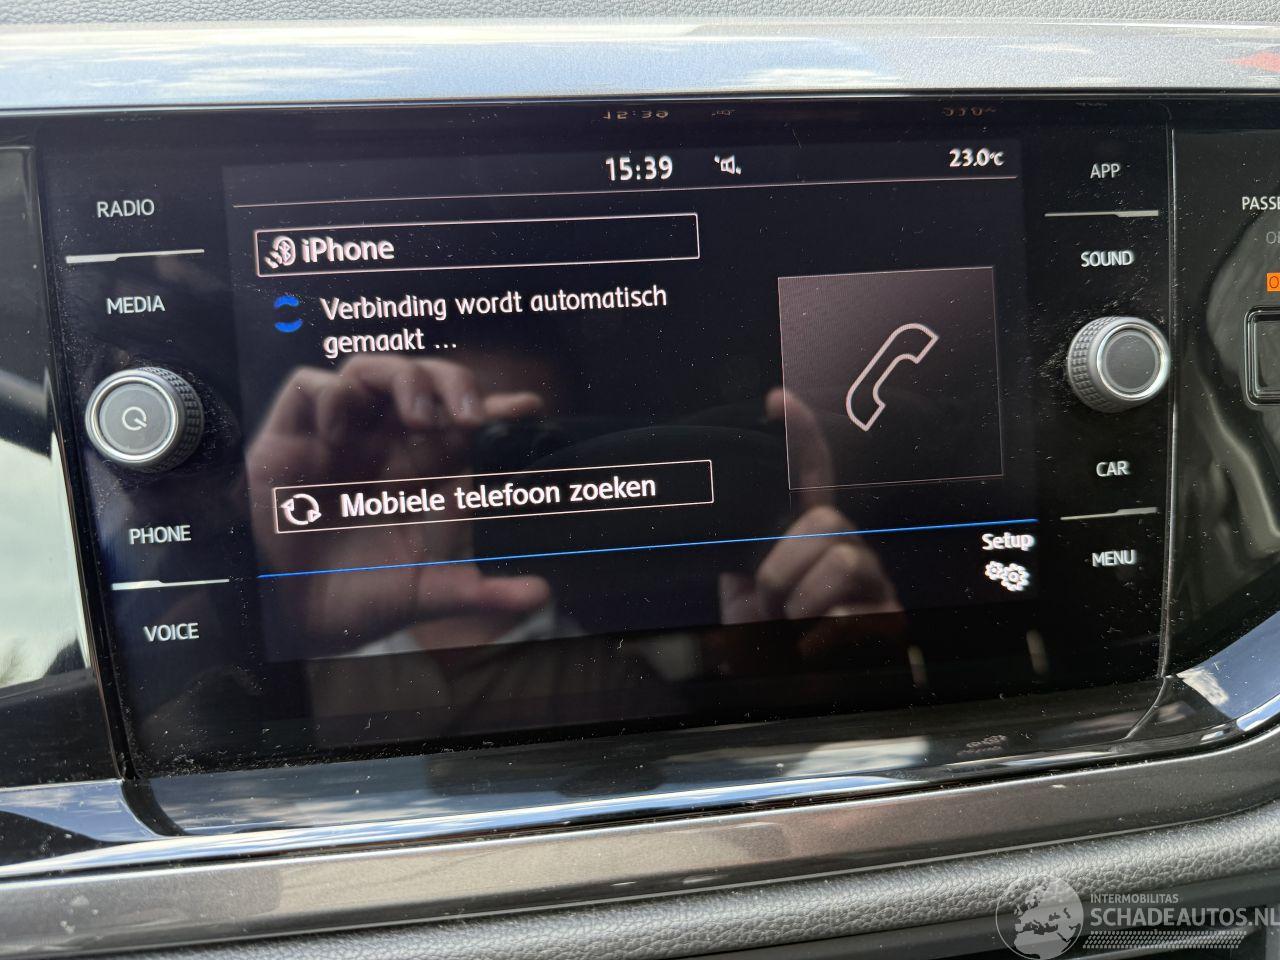 15:39
23.0°C
RADIO
MEDIA
PHONE
VOICE
iPhone
Verbinding wordt automatisch
gemaakt ...
Mobiele telefoon zoeken
Setup
APP
SOUND
CAR
MENU
INTERMOBILITAS
SCHADEAUTOS.NL